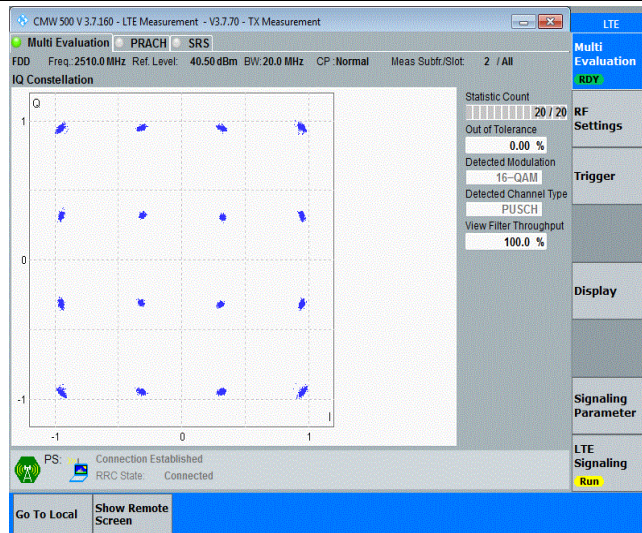 CMW 500 V 3.7.160 - LTE Measurement - V3.7.70 - TX Measurement
LTE
Multi Evaluation PRACH SRS
FDD Freq.:2510.0 MHz Ref. Level: 40.50 dBm BW:20.0 MHz CP :Normal Meas Subfr./Slot: 2 / All
IQ Constellation
Q
1
0
-1
I
-1 0 1
Statistic Count
20 / 20
Out of Tolerance
0.00 %
Detected Modulation
16-QAM
Detected Channel Type
PUSCH
View Filter Throughput
100.0 %
Multi
Evaluation
RDY
RF
Settings
Trigger
Display
Signaling
Parameter
LTE
Signaling
Run
PS: Connection Established
RRC State: Connected
Go To Local
Show Remote
Screen